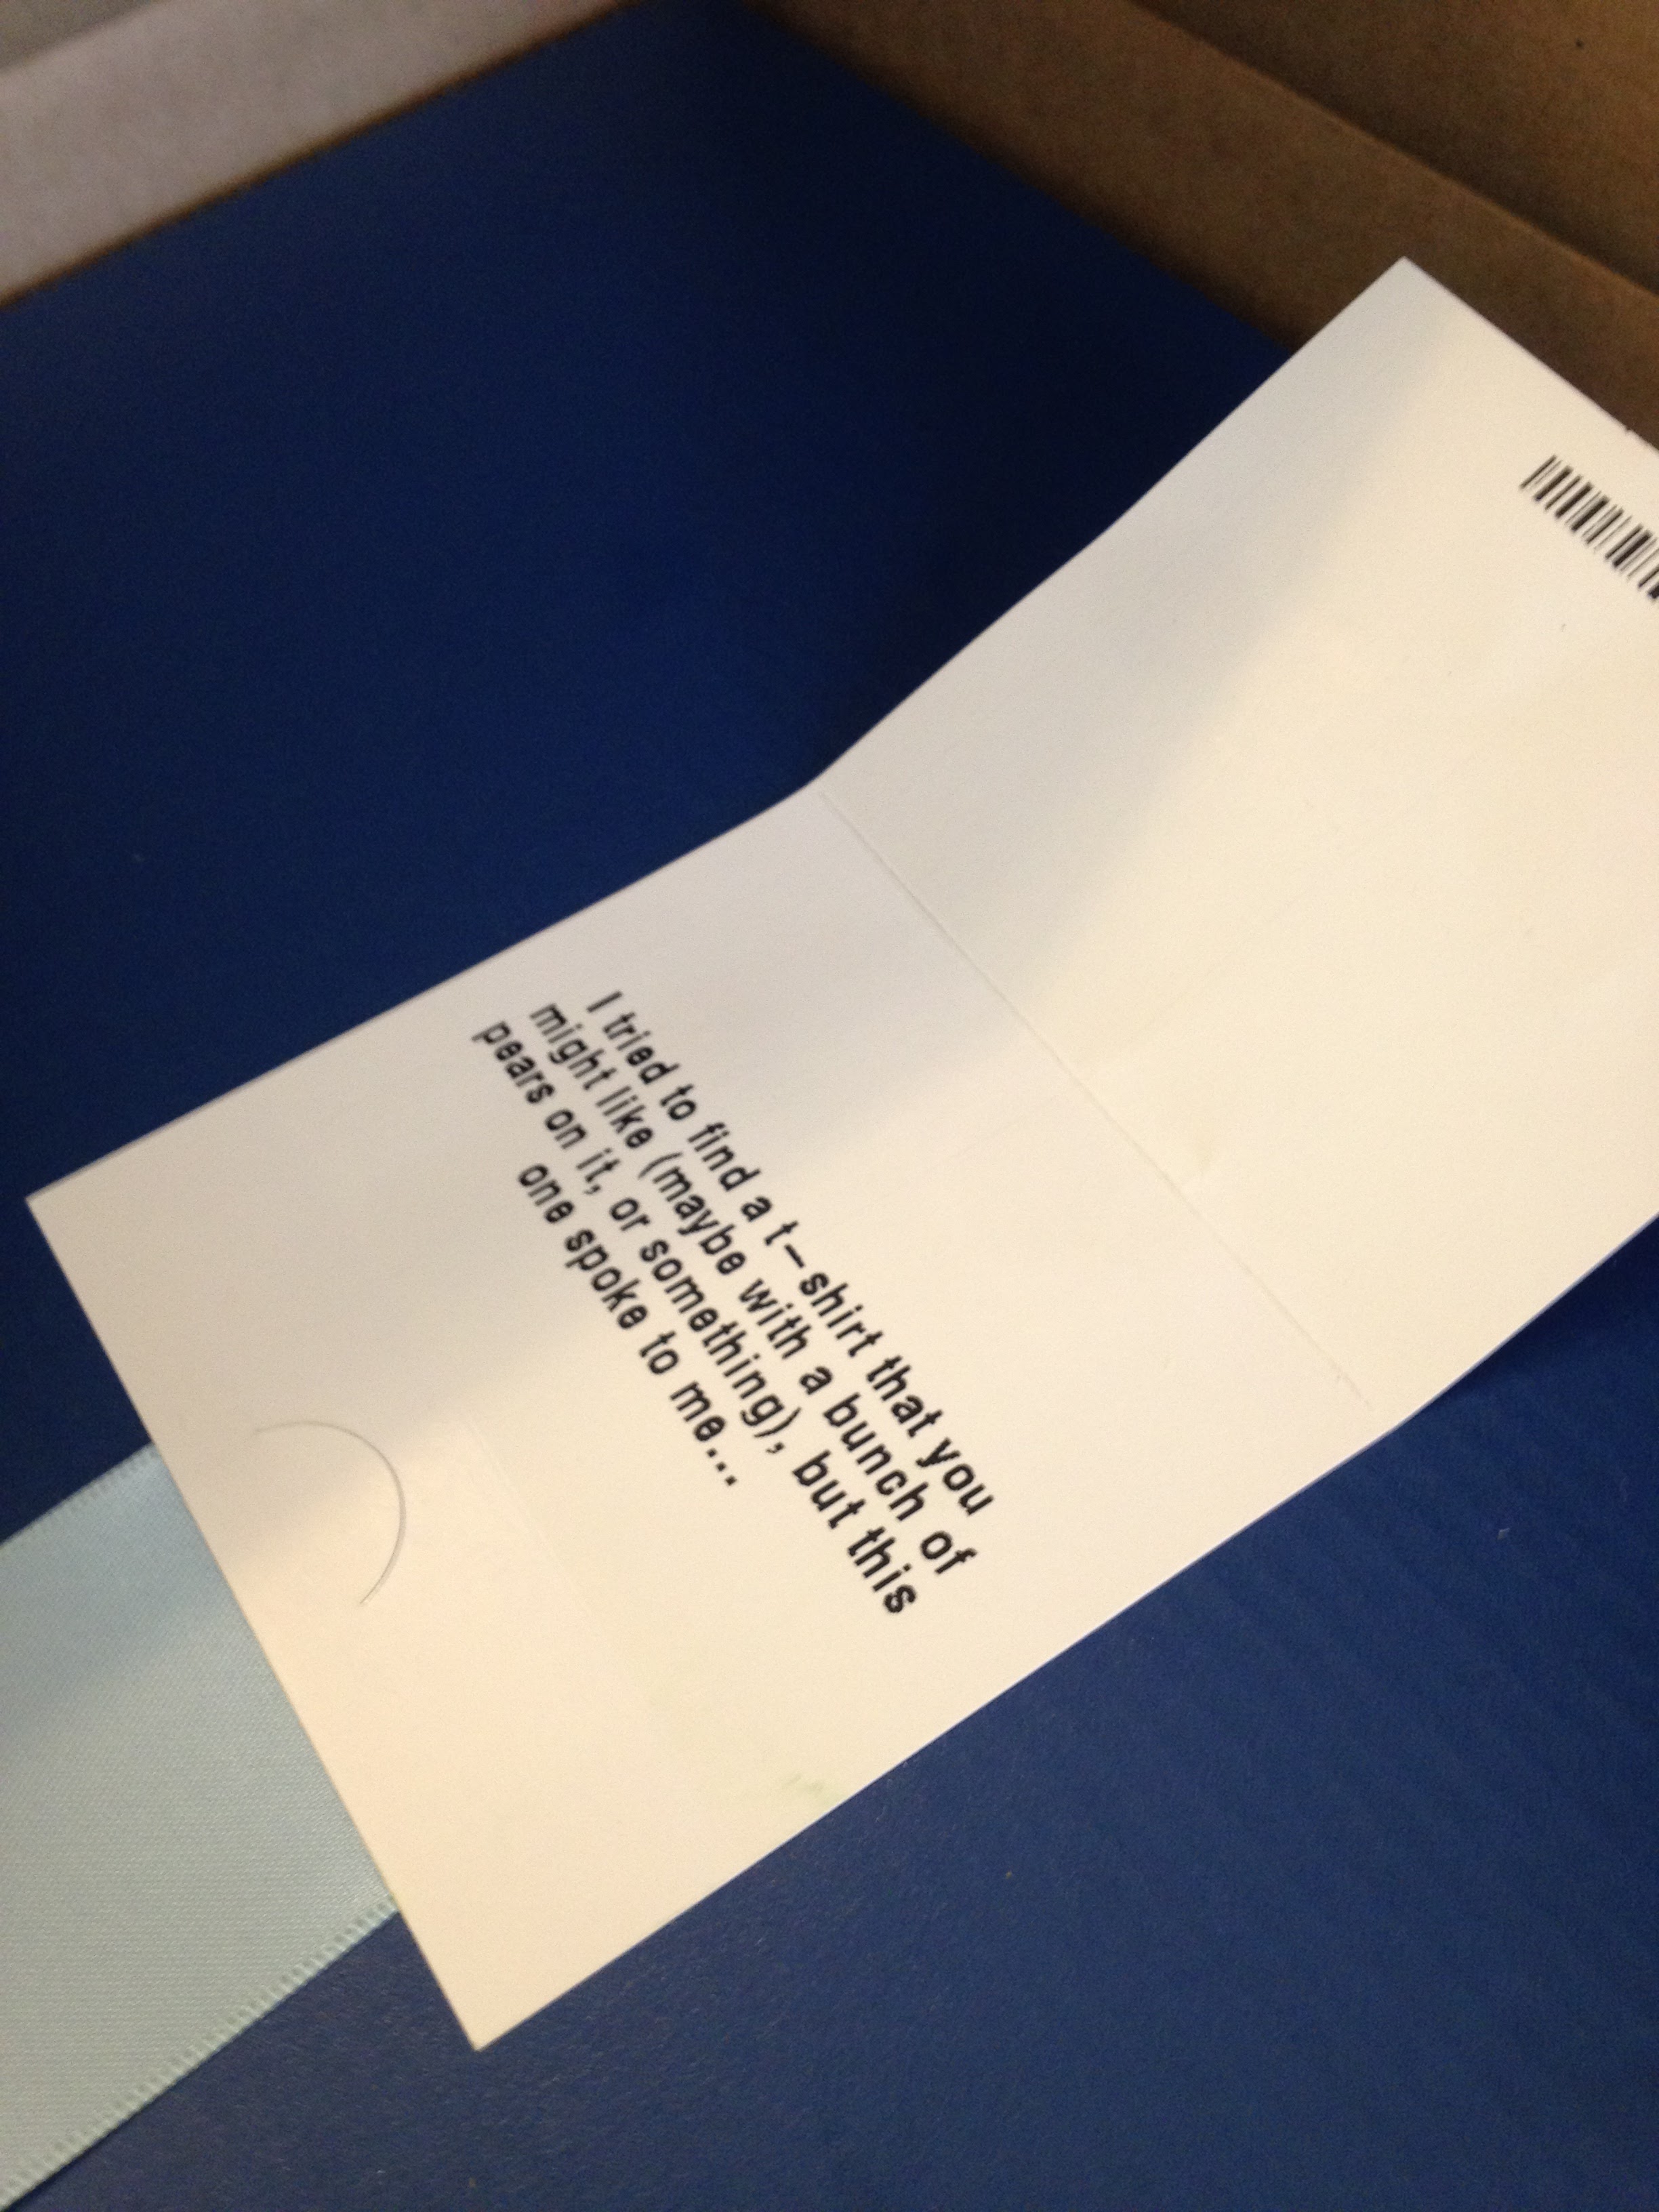 I tried to find a t-shirt that you
might like (maybe with a bunch of
pears on it, or something), but this
one spoke to me...